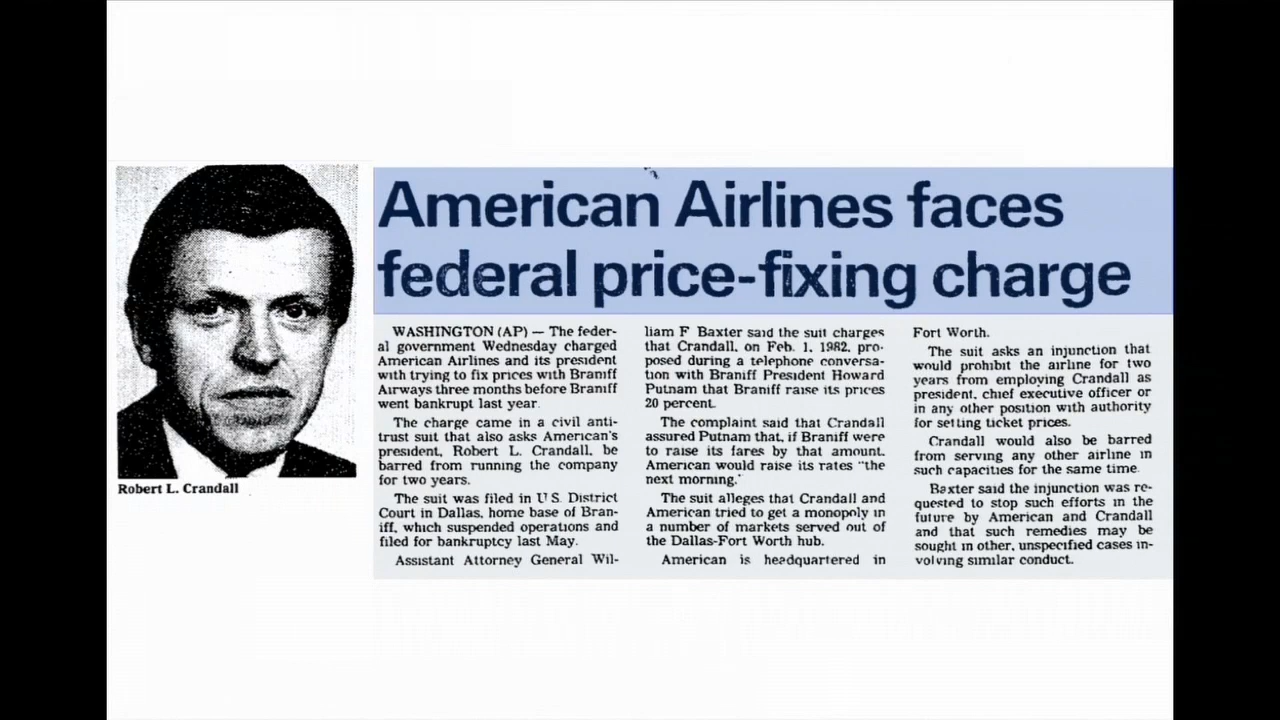 American Airlines faces
federal price-fixing charge
Robert L. Crandall
WASHINGTON (AP) — The feder-
al government Wednesday charged
American Airlines and its president
with trying to fix prices with Braniff
Airways three months before Braniff
went bankrupt last year.
The charge came in a civil anti-
trust suit that also asks American's
president, Robert L. Crandall, be
barred from running the company
for two years.
The suit was filed in U.S. District
Court in Dallas, home base of Bran-
iff, which suspended operations and
filed for bankruptcy last May.
Assistant Attorney General Wil-
liam F Baxter said the suit charges
that Crandall, on Feb. 1, 1982, pro-
posed during a telephone conversa-
tion with Braniff President Howard
Putnam that Braniff raise its prices
20 percent.
The complaint said that Crandall
assured Putnam that, if Braniff were
to raise its fares by that amount,
American would raise its rates "the
next morning."
The suit alleges that Crandall and
American tried to get a monopoly in
a number of markets served out of
the Dallas-Fort Worth hub.
American is headquartered in
Fort Worth.
The suit asks an injunction that
would prohibit the airline for two
years from employing Crandall as
president, chief executive officer or
in any other position with authority
for setting ticket prices.
Crandall would also be barred
from serving any other airline in
such capacities for the same time.
Baxter said the injunction was re-
quested to stop such efforts in the
future by American and Crandall
and that such remedies may be
sought in other, unspecified cases in-
volving similar conduct.